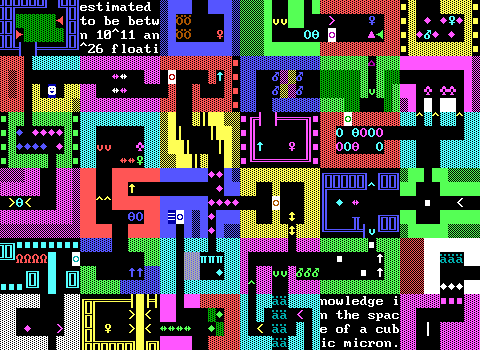 estimated
to be betw
n 10^11 an
^26 floati
nowledge i
n the spac
e of a cub
ic micron.